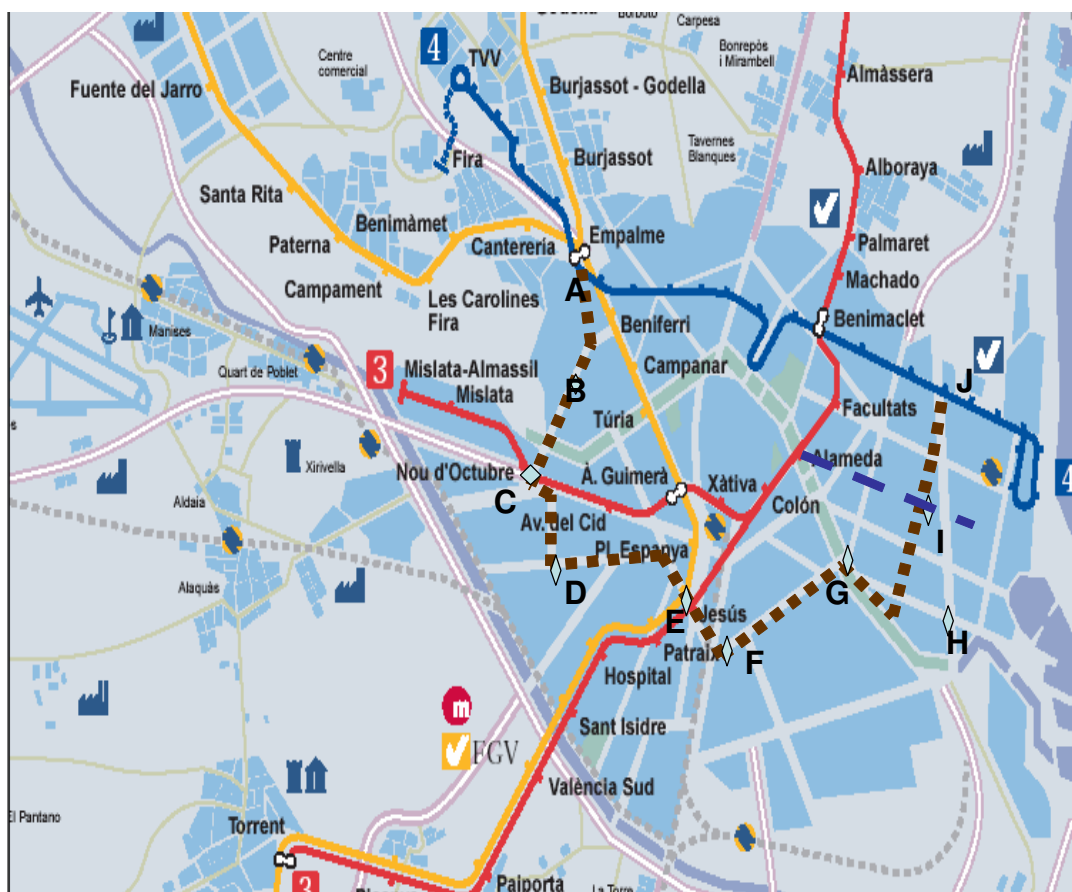 Godella
Borbotó
Carpesa
4
TVV
Centre
comercial
Bonrepòs
i Mirambell
Almàssera
Fuente del Jarro
Burjassot - Godella
Tavernes
Blanques
Fira
Burjassot
Alboraya
Santa Rita
Benimàmet
Empalme
Paterna
Cantereria
Palmaret
A
Machado
Campament
Les Carolines
Fira
Beniferri
Benimaclet
Manises
Quart de Poblet
3
Mislata-Almassil
Mislata
B
Campanar
J
Facultats
Túria
Xirivella
Nou d'Octubre
À. Guimerà
Xàtiva
Alameda
C
Colón
4
Aldaia
Av. del Cid
I
Pl. Espanya
Alaquàs
D
G
E
Jesús
H
Patraix
F
Hospital
m
FGV
Sant Isidre
València Sud
El Pantano
Torrent
3
Paiporta
La Torre